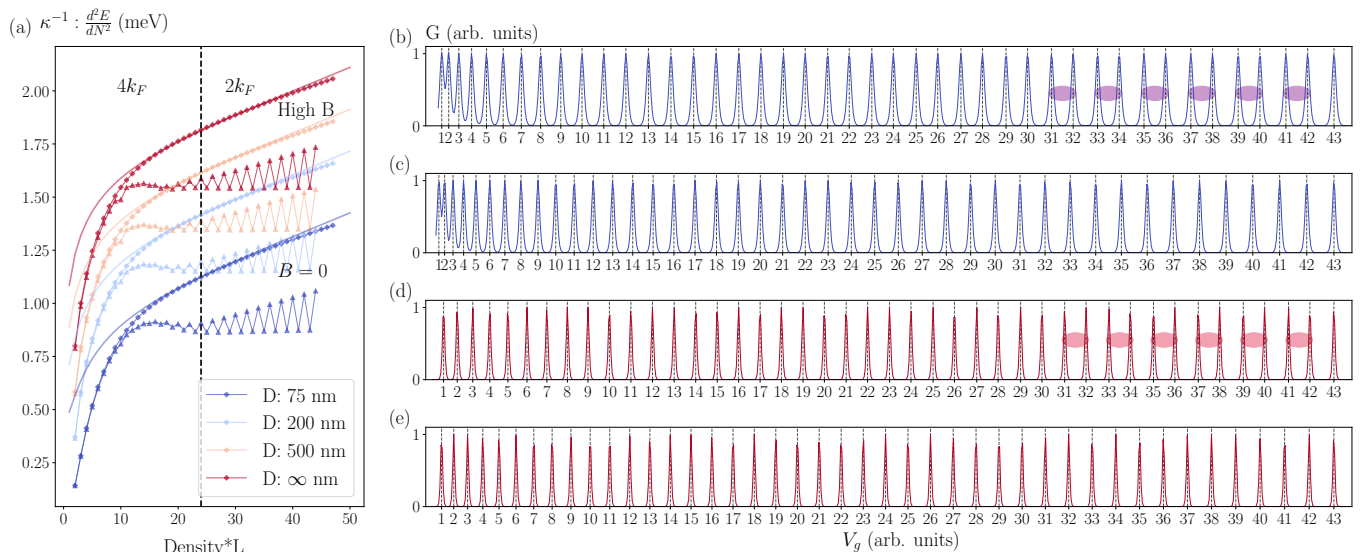 (a) κ⁻¹ : d²E/dN² (meV)
4k_F
2k_F
High B
B = 0
2.00
1.75
1.50
1.25
1.00
0.75
0.50
0.25
D: 75 nm
D: 200 nm
D: 500 nm
D: ∞ nm
0 10 20 30 40 50
Density*L
(b) G (arb. units)
1
0
1 2 3 4 5 6 7 8 9 10 11 12 13 14 15 16 17 18 19 20 21 22 23 24 25 26 27 28 29 30 31 32 33 34 35 36 37 38 39 40 41 42 43
(c)
1
0
1 2 3 4 5 6 7 8 9 10 11 12 13 14 15 16 17 18 19 20 21 22 23 24 25 26 27 28 29 30 31 32 33 34 35 36 37 38 39 40 41 42 43
(d)
1
0
1 2 3 4 5 6 7 8 9 10 11 12 13 14 15 16 17 18 19 20 21 22 23 24 25 26 27 28 29 30 31 32 33 34 35 36 37 38 39 40 41 42 43
(e)
1
0
1 2 3 4 5 6 7 8 9 10 11 12 13 14 15 16 17 18 19 20 21 22 23 24 25 26 27 28 29 30 31 32 33 34 35 36 37 38 39 40 41 42 43
V_g (arb. units)